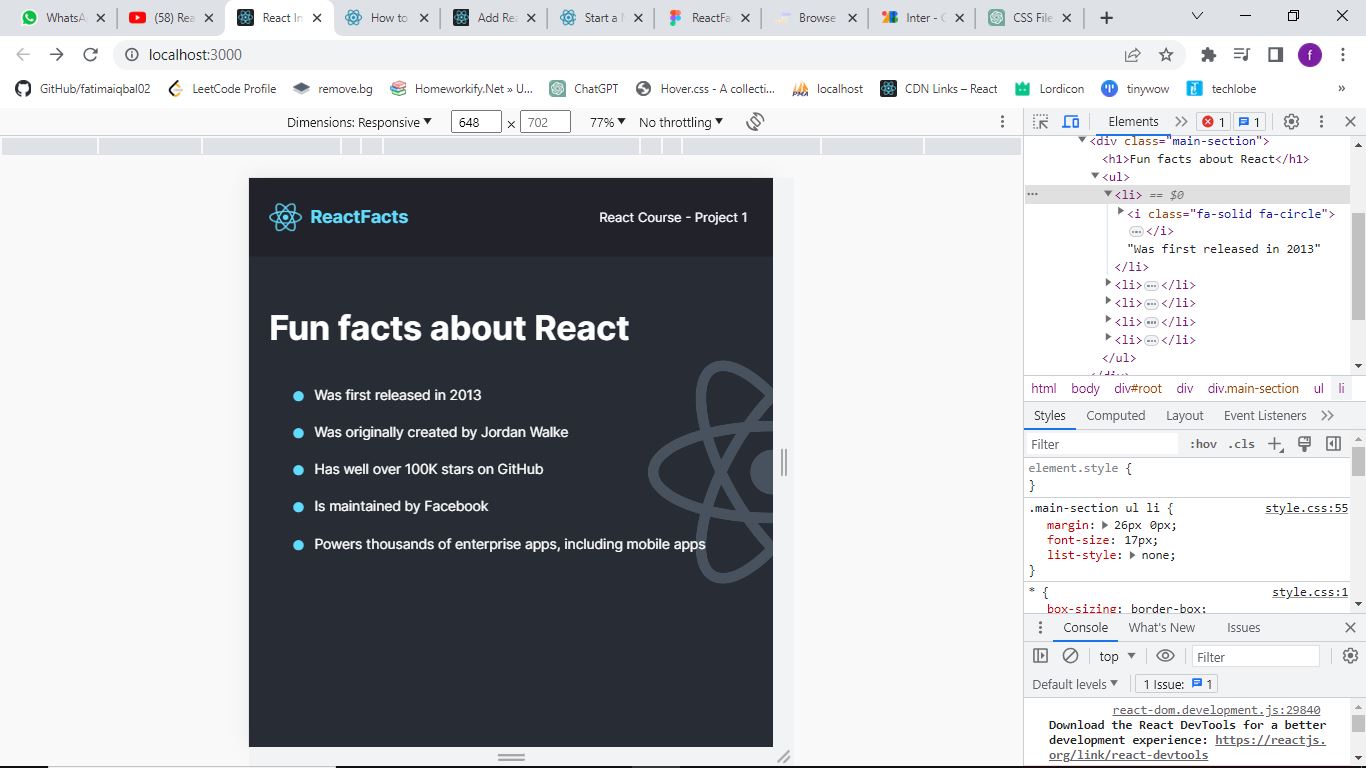 WhatsA
(58) Rea
React In
How to
Add Rea
Start a N
ReactFa
Browse
Inter - G
CSS File
localhost:3000
f
GitHub/fatimaiqbal02
LeetCode Profile
remove.bg
Homeworkify.Net » U...
ChatGPT
Hover.css - A collecti...
localhost
CDN Links – React
Lordicon
tinywow
techlobe
»
Dimensions: Responsive
648 x 702
77%
No throttling
Elements
1
1
<div class="main-section">
<h1>Fun facts about React</h1>
<ul>
<li> == $0
<i class="fa-solid fa-circle">
</i>
"Was first released in 2013"
</li>
<li> </li>
<li> </li>
<li> </li>
<li> </li>
</ul>
</div>
html body div#root div div.main-section ul li
Styles Computed Layout Event Listeners
Filter :hov .cls
element.style {
}
.main-section ul li { style.css:55
margin: 26px 0px;
font-size: 17px;
list-style: none;
}
* { style.css:1
box-sizing: border-box;
Console What's New Issues
top Filter
Default levels 1 Issue: 1
react-dom.development.js:29840
Download the React DevTools for a better
development experience: https://reactjs.
org/link/react-devtools
ReactFacts
React Course - Project 1
Fun facts about React
Was first released in 2013
Was originally created by Jordan Walke
Has well over 100K stars on GitHub
Is maintained by Facebook
Powers thousands of enterprise apps, including mobile apps